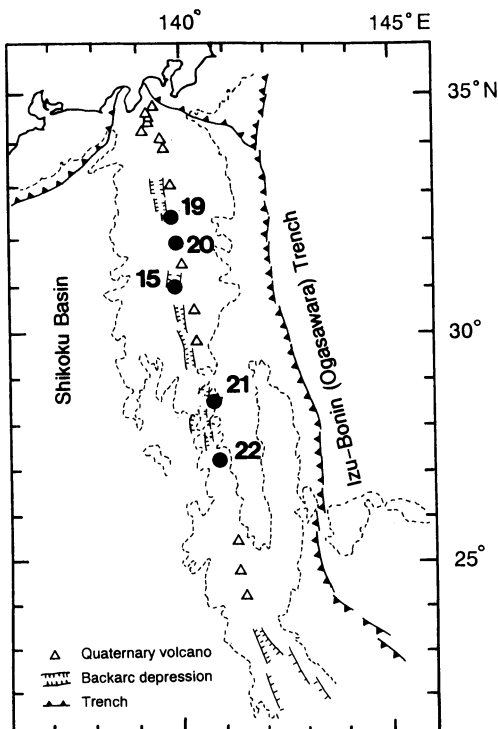 140° 145°E
35°N
19
20
15
30°
Shikoku Basin
Izu-Bonin (Ogasawara) Trench
21
22
25°
Quaternary volcano
Backarc depression
Trench